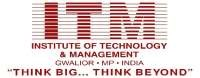 ITM
INSTITUTE OF TECHNOLOGY
& MANAGEMENT
GWALIOR • MP • INDIA
"THINK BIG... THINK BEYOND"